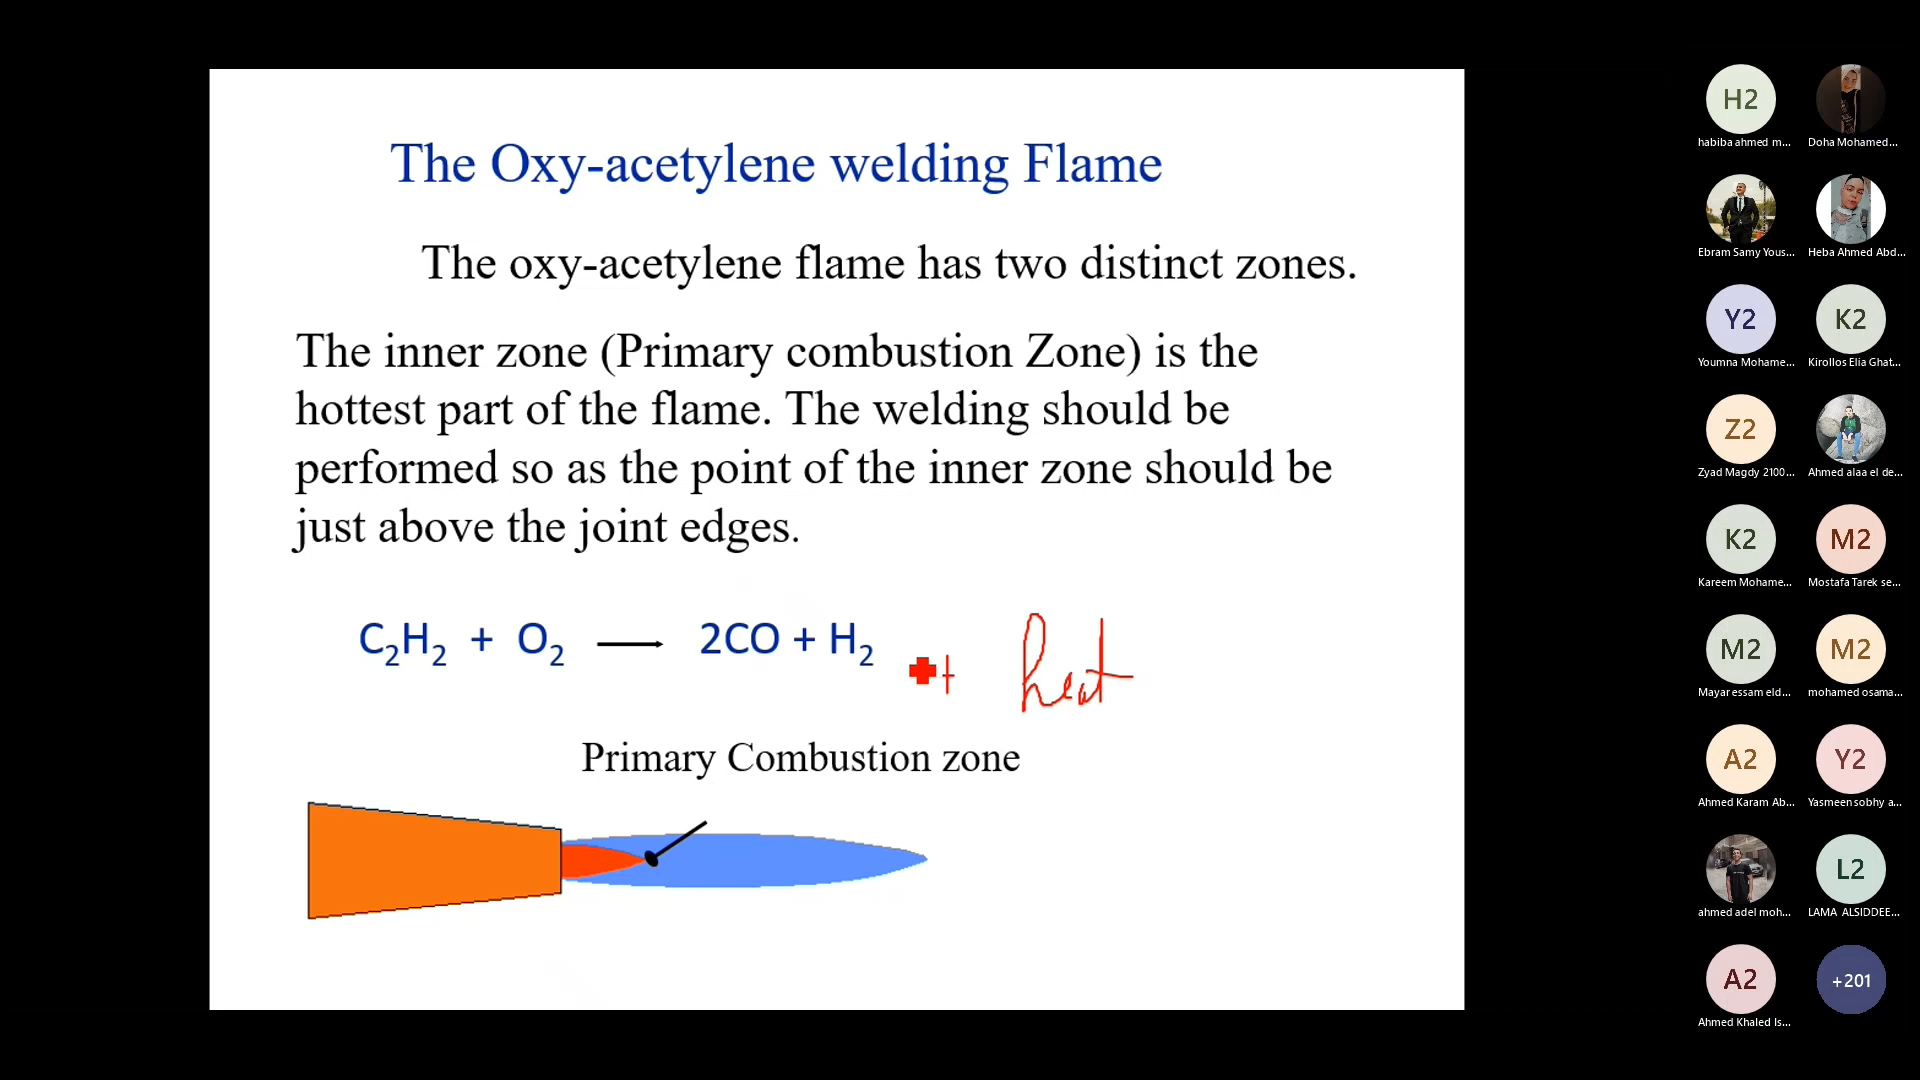 The Oxy-acetylene welding Flame
The oxy-acetylene flame has two distinct zones.
The inner zone (Primary combustion Zone) is the
hottest part of the flame. The welding should be
performed so as the point of the inner zone should be
just above the joint edges.
C₂H₂ + O₂ → 2CO + H₂ + heat
Primary Combustion zone
H2
habiba ahmed m...
Doha Mohamed...
Ebram Samy Yous...
Heba Ahmed Abd...
Y2
K2
Youmna Mohame...
Kirollos Elia Ghat...
Z2
Zyad Magdy 2100...
Ahmed alaa el de...
K2
M2
Kareem Mohame...
Mostafa Tarek se...
M2
M2
Mayar essam eld...
mohamed osama...
A2
Y2
Ahmed Karam Ab...
Yasmeen sobhy a...
L2
ahmed adel moh...
LAMA ALSIDDEE...
A2
+201
Ahmed Khaled Is...